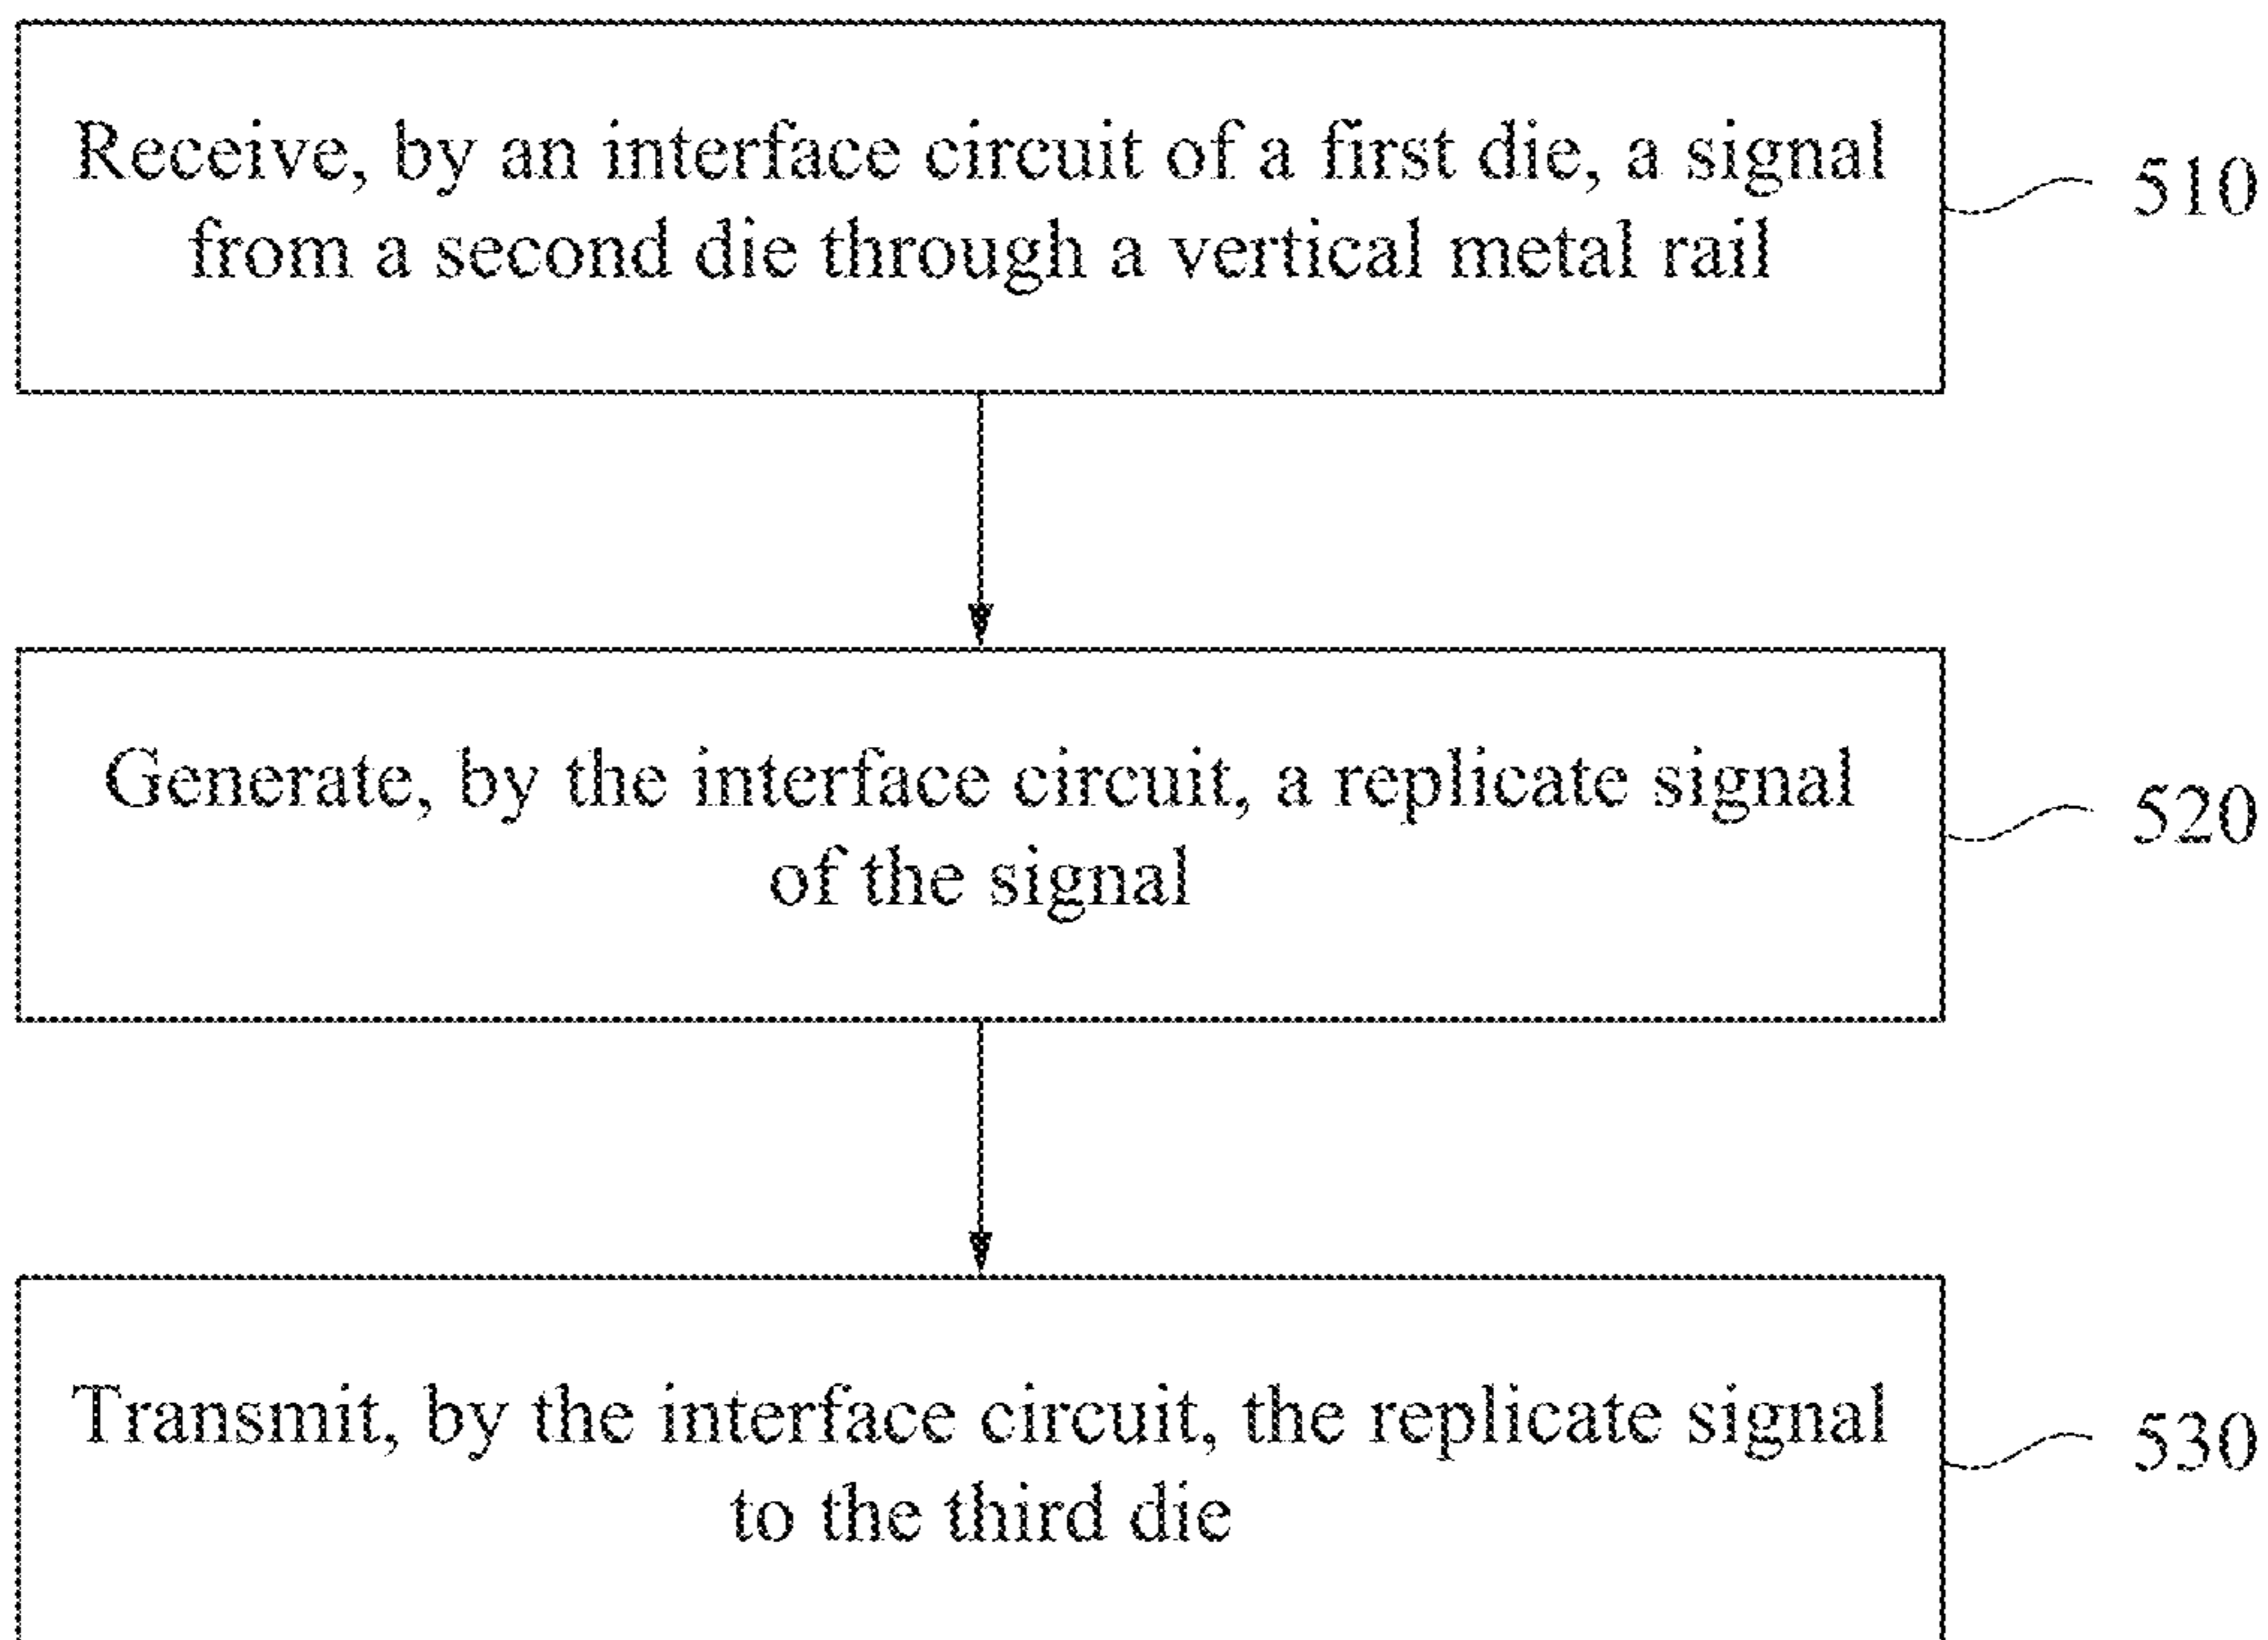 Receive, by an interface circuit of a first die, a signal
from a second die through a vertical metal rail
510
Generate, by the interface circuit, a replicate signal
of the signal
520
Transmit, by the interface circuit, the replicate signal
to the third die
530